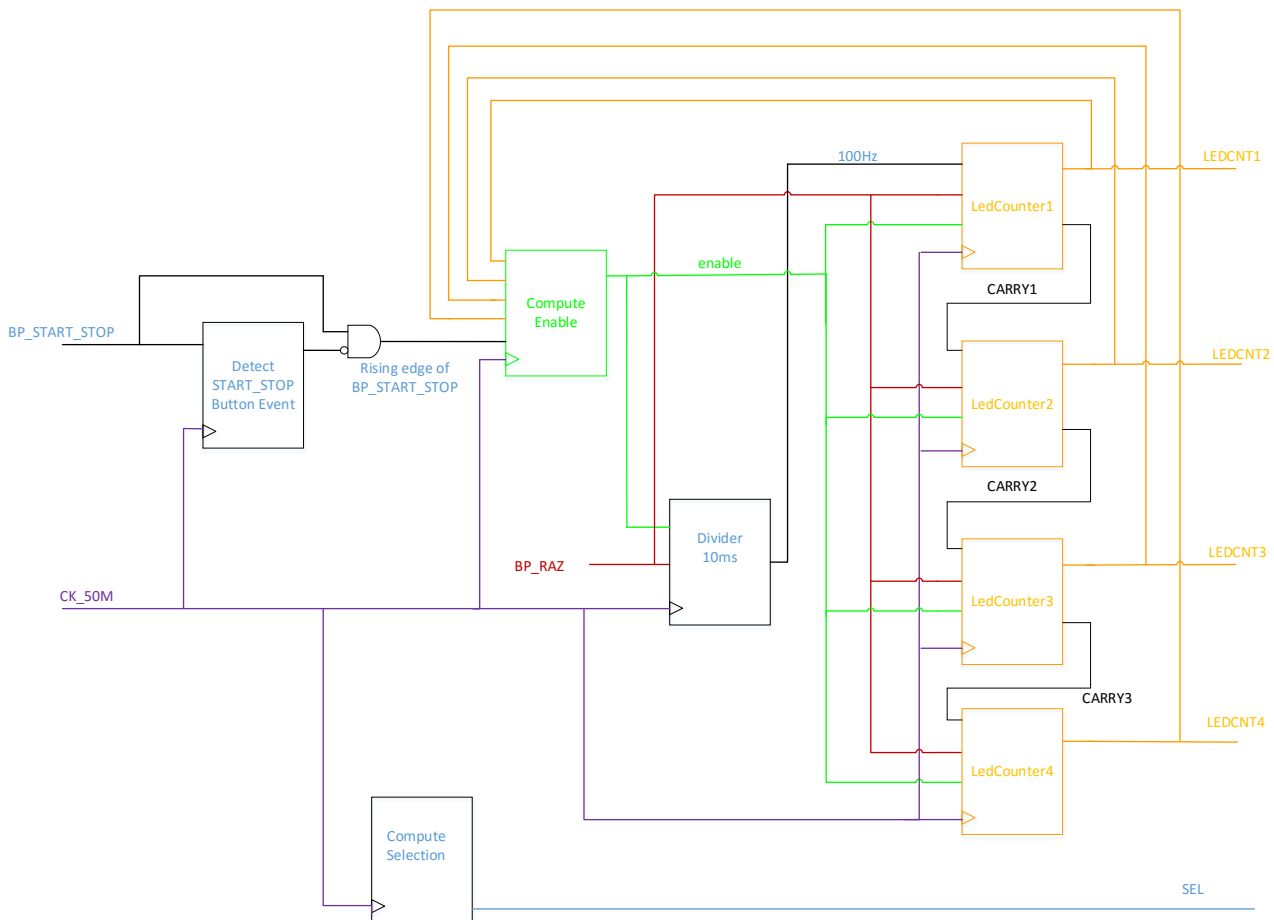 100Hz
LEDCNT1
LedCounter1
enable
CARRY1
Compute
Enable
BP_START_STOP
Detect
START_STOP
Button Event
Rising edge of
BP_START_STOP
LEDCNT2
LedCounter2
CARRY2
Divider
10ms
BP_RAZ
LEDCNT3
CK_50M
LedCounter3
CARRY3
LEDCNT4
LedCounter4
Compute
Selection
SEL